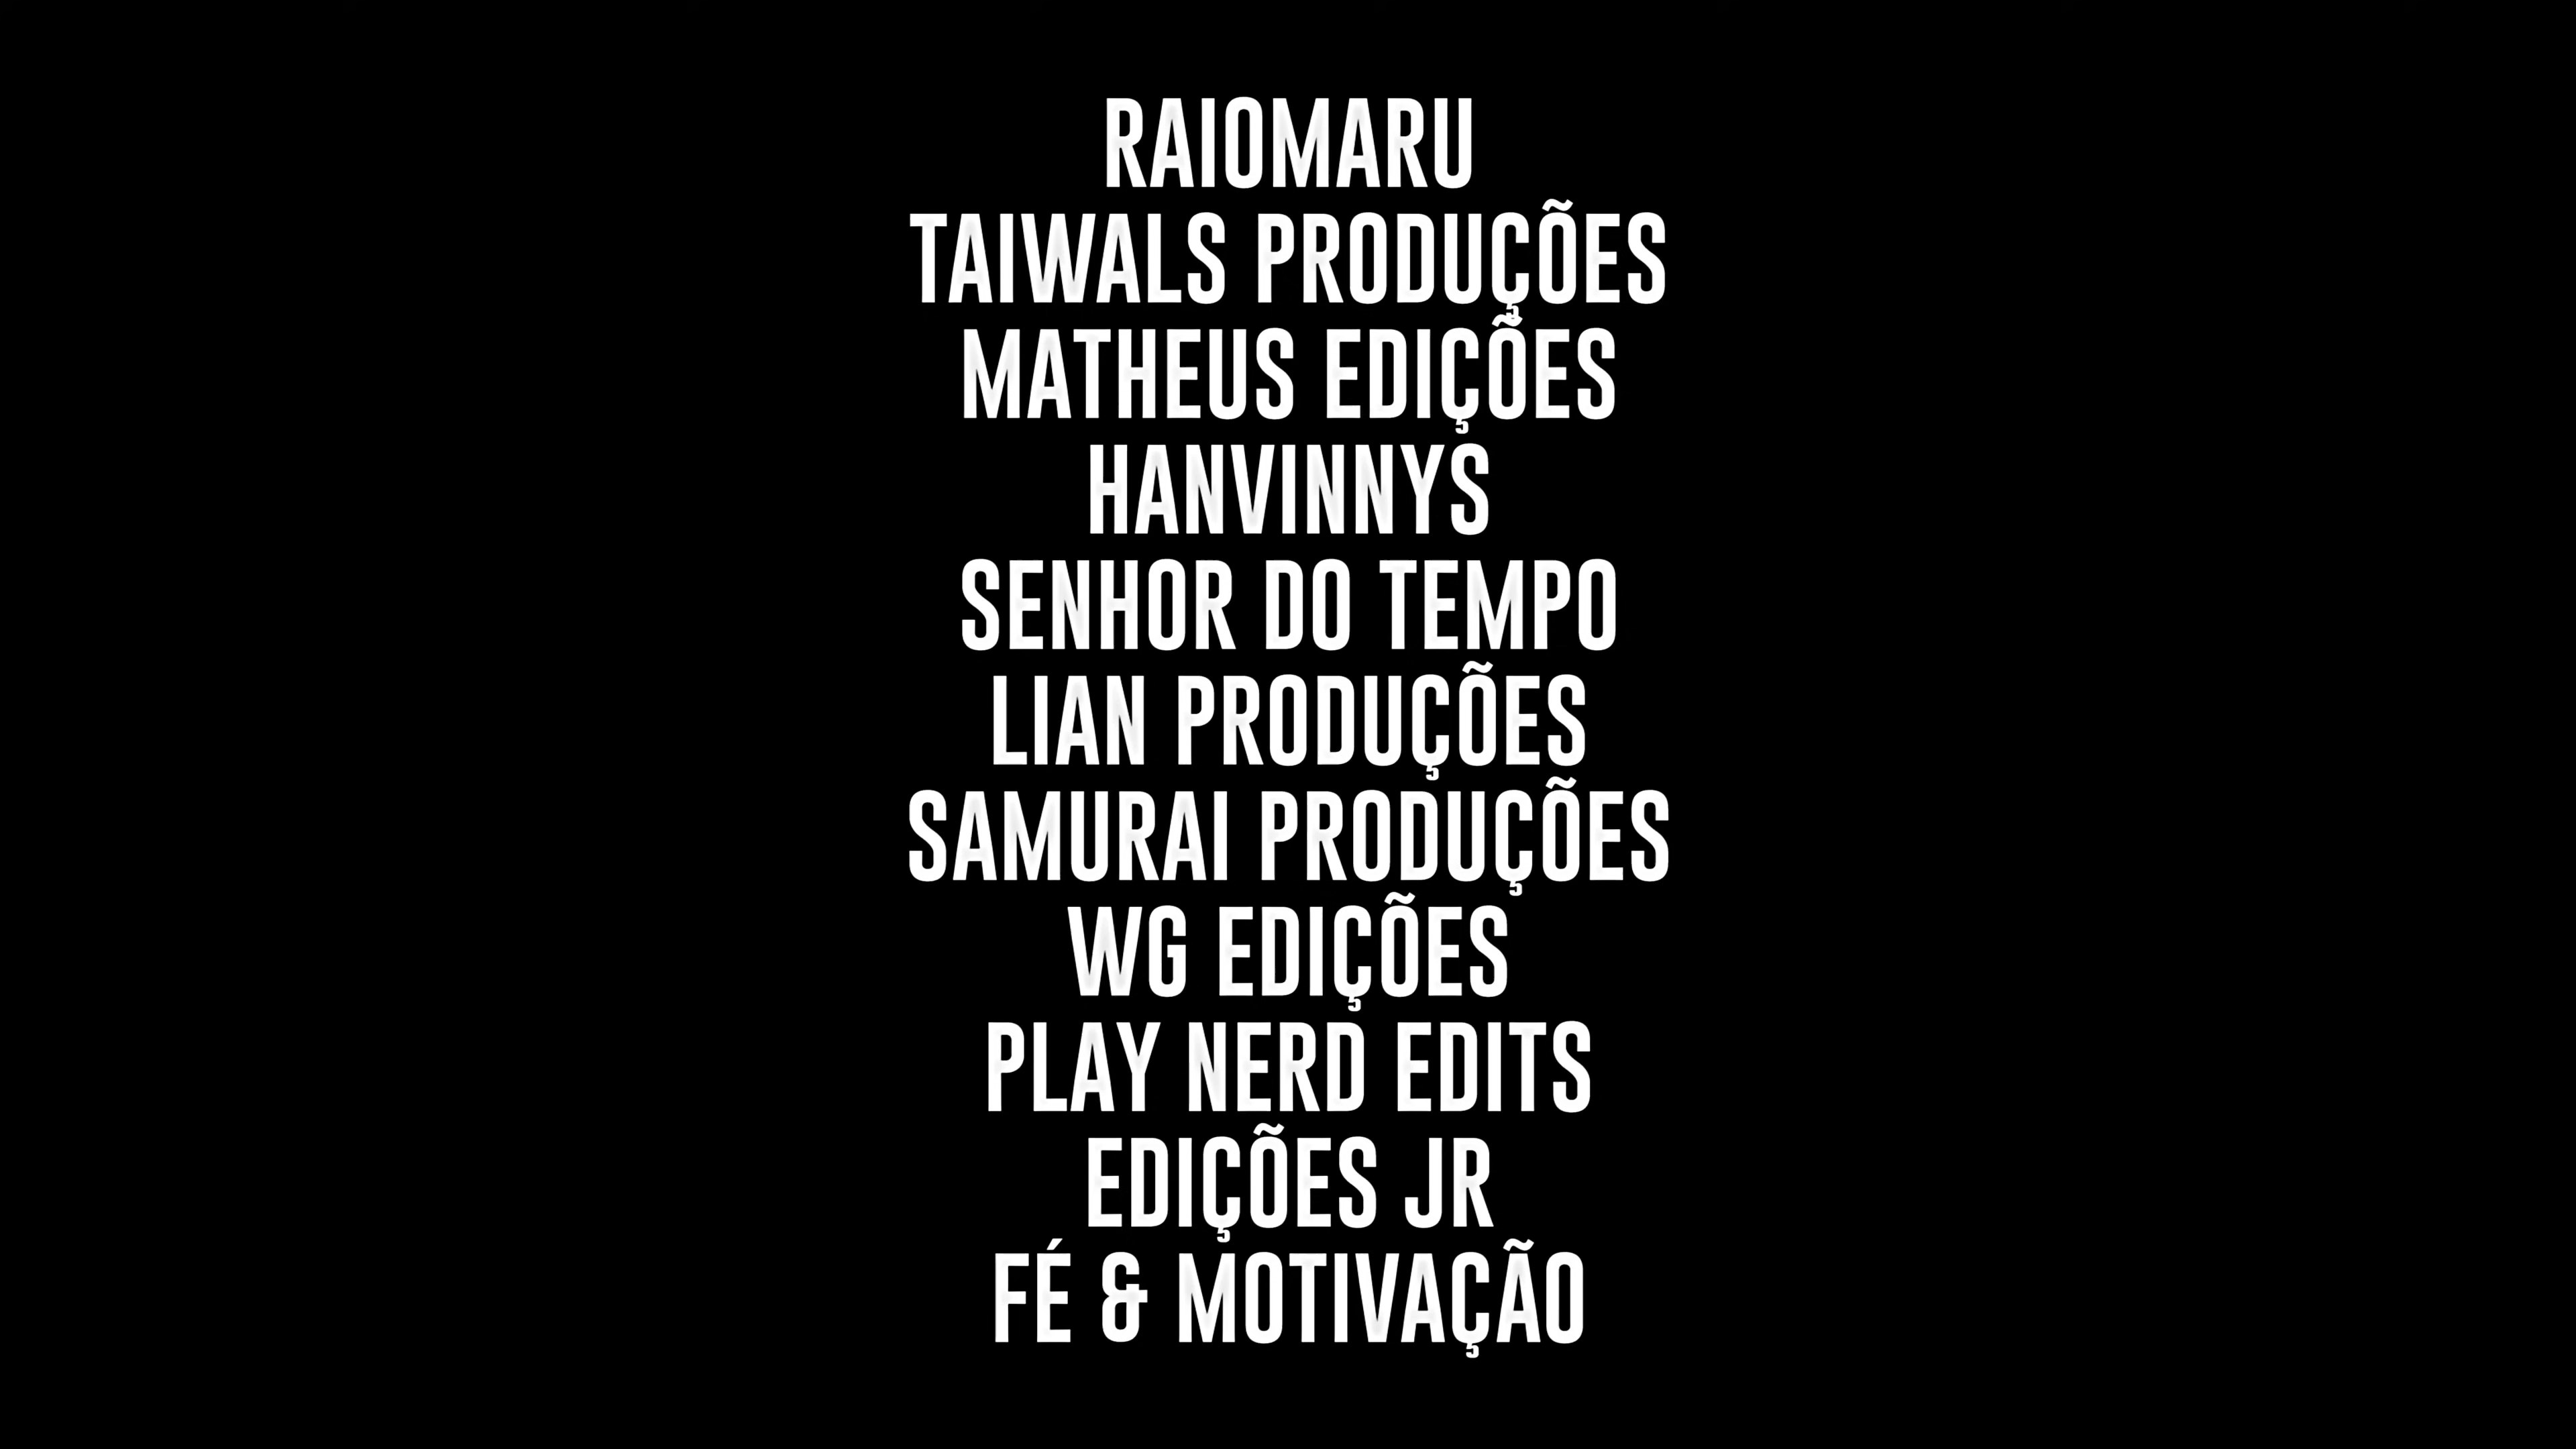 RAIOMARU
TAIWALS PRODUÇÕES
MATHEUS EDIÇÕES
HANVINNYS
SENHOR DO TEMPO
LIAN PRODUÇÕES
SAMURAI PRODUÇÕES
WG EDIÇÕES
PLAY NERD EDITS
EDIÇÕES JR
FÉ & MOTIVAÇÃO